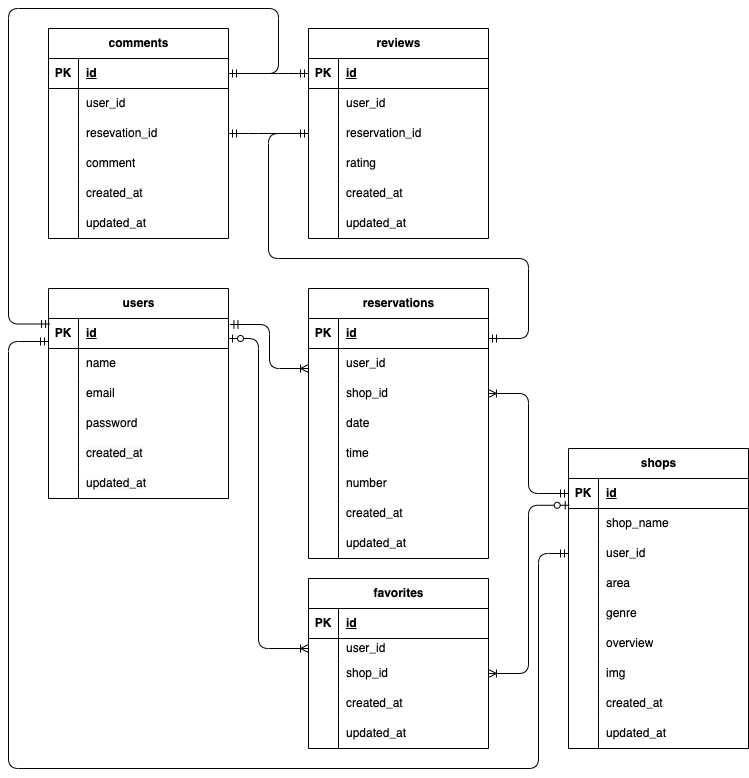 comments
PK id
user_id
resevation_id
comment
created_at
updated_at
reviews
PK id
user_id
reservation_id
rating
created_at
updated_at
users
PK id
name
email
password
created_at
updated_at
reservations
PK id
user_id
shop_id
date
time
number
created_at
updated_at
shops
PK id
shop_name
user_id
area
genre
overview
img
created_at
updated_at
favorites
PK id
user_id
shop_id
created_at
updated_at